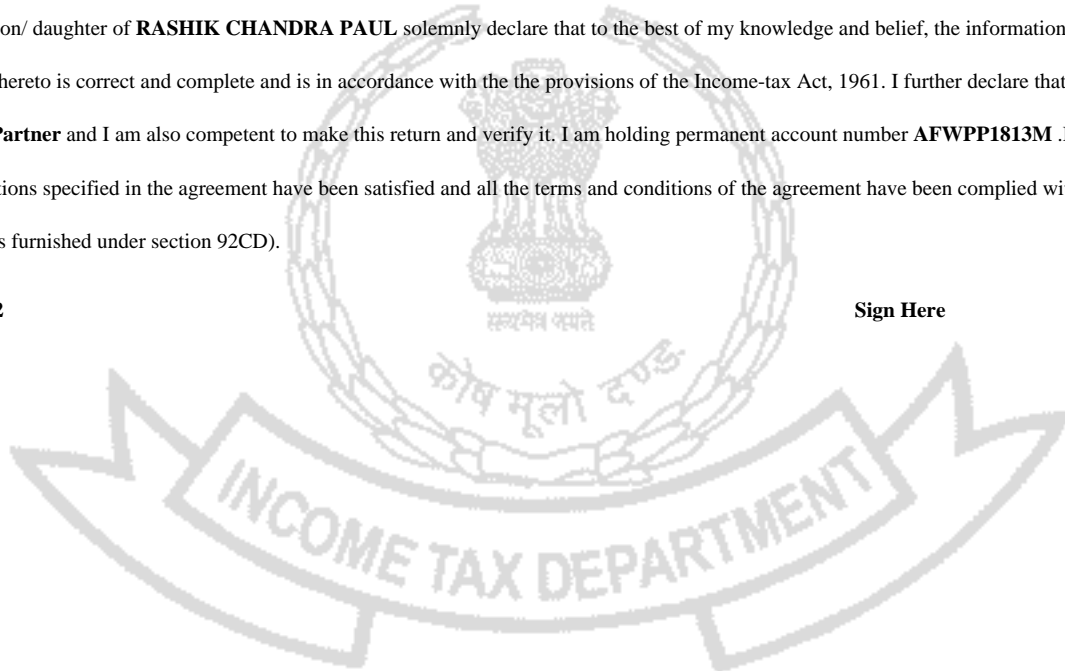 on/ daughter of RASHIK CHANDRA PAUL solemnly declare that to the best of my knowledge and belief, the information
hereto is correct and complete and is in accordance with the the provisions of the Income-tax Act, 1961. I further declare that
Partner and I am also competent to make this return and verify it. I am holding permanent account number AFWPP1813M .
tions specified in the agreement have been satisfied and all the terms and conditions of the agreement have been complied wi
s furnished under section 92CD).
2 Sign Here
सत्यमेव जयते
कोष मूलो दण्ड
INCOME TAX DEPARTMENT